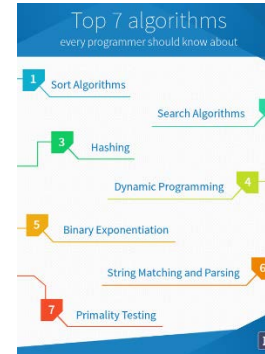 Top 7 algorithms
every programmer should know about
1
Sort Algorithms
Search Algorithms
3
Hashing
Dynamic Programming
4
5
Binary Exponentiation
String Matching and Parsing
6
7
Primality Testing